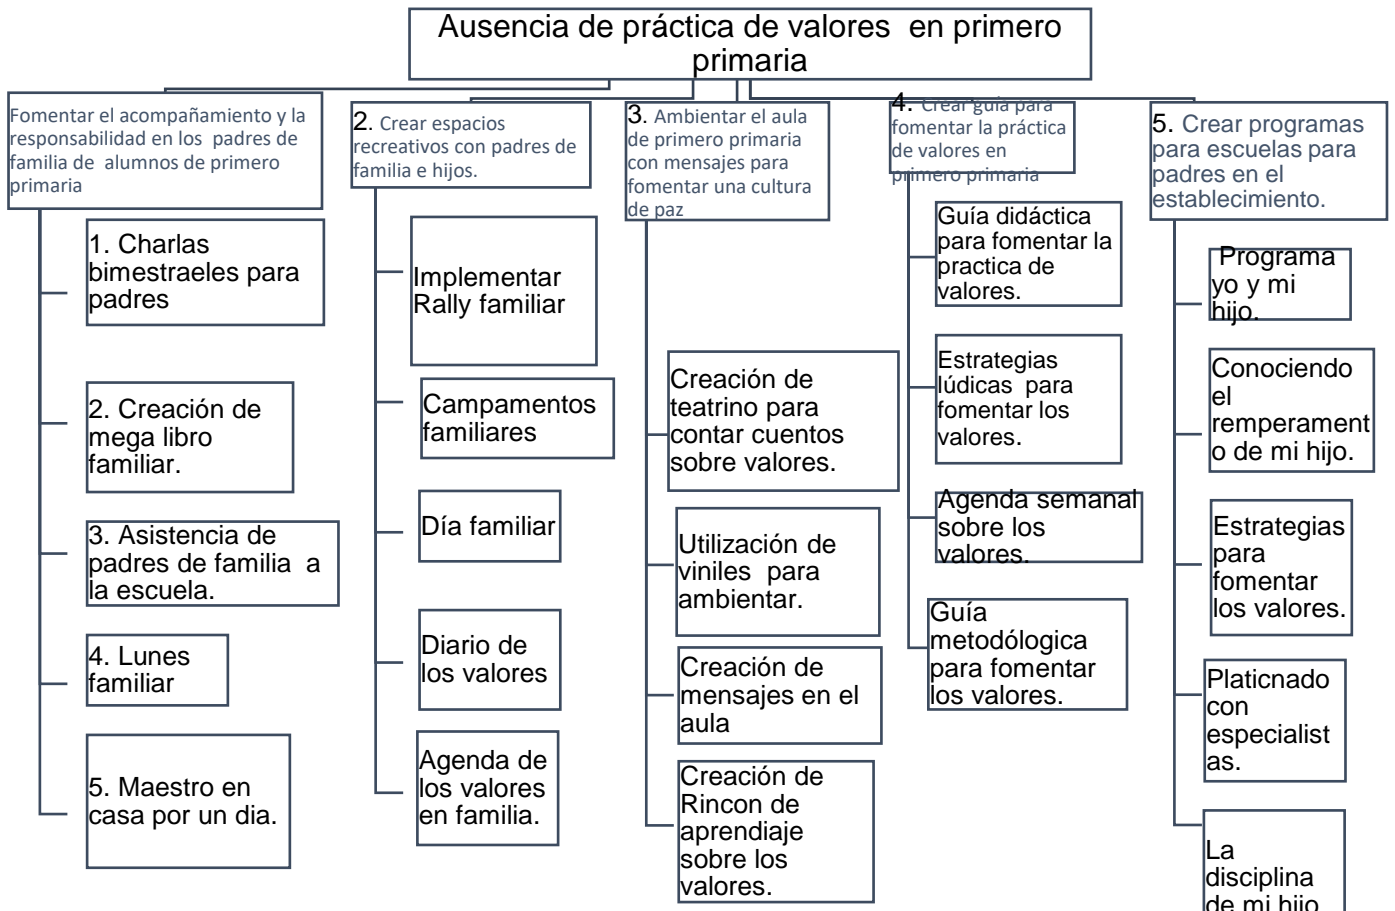 Ausencia de práctica de valores en primero
primaria
Fomentar el acompañamiento y la
responsabilidad en los padres de
familia de alumnos de primero
primaria
1. Charlas
bimestraeles para
padres
2. Creación de
mega libro
familiar.
3. Asistencia de
padres de familia a
la escuela.
4. Lunes
familiar
5. Maestro en
casa por un dia.
2. Crear espacios
recreativos con padres de
familia e hijos.
Implementar
Rally familiar
Campamentos
familiares
Día familiar
Diario de
los valores
Agenda de
los valores
en familia.
3. Ambientar el aula
de primero primaria
con mensajes para
fomentar una cultura
de paz
Creación de
teatrino para
contar cuentos
sobre valores.
Utilización de
viniles para
ambientar.
Creación de
mensajes en el
aula
Creación de
Rincon de
aprendiaje
sobre los
valores.
4. Crear guía para
fomentar la práctica
de valores en
primero primaria
Guía didáctica
para fomentar la
practica de
valores.
Estrategias
lúdicas para
fomentar los
valores.
Agenda semanal
sobre los
valores.
Guía
metodólogica
para fomentar
los valores.
5. Crear programas
para escuelas para
padres en el
establecimiento.
Programa
yo y mi
hijo.
Conociendo
el
remperament
o de mi hijo.
Estrategias
para
fomentar
los valores.
Platicnado
con
especialist
as.
La
disciplina
de mi hijo